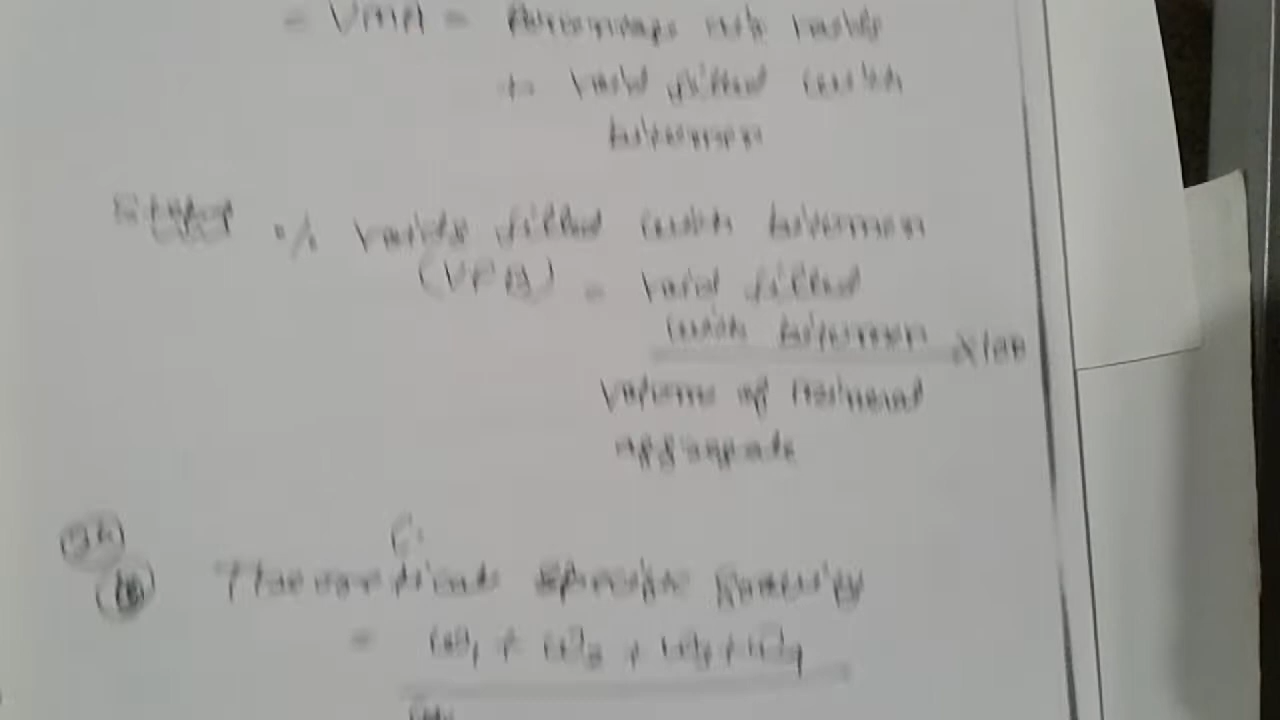 = VMA = Percentage voids
+ Void filled with
bitumen
Step % voids filled with bitumen
(VFB) = Void filled
with bitumen X100
Volume of mineral
aggregate
Theoretical Specific Gravity
= W1 + W2 + W3 + W4